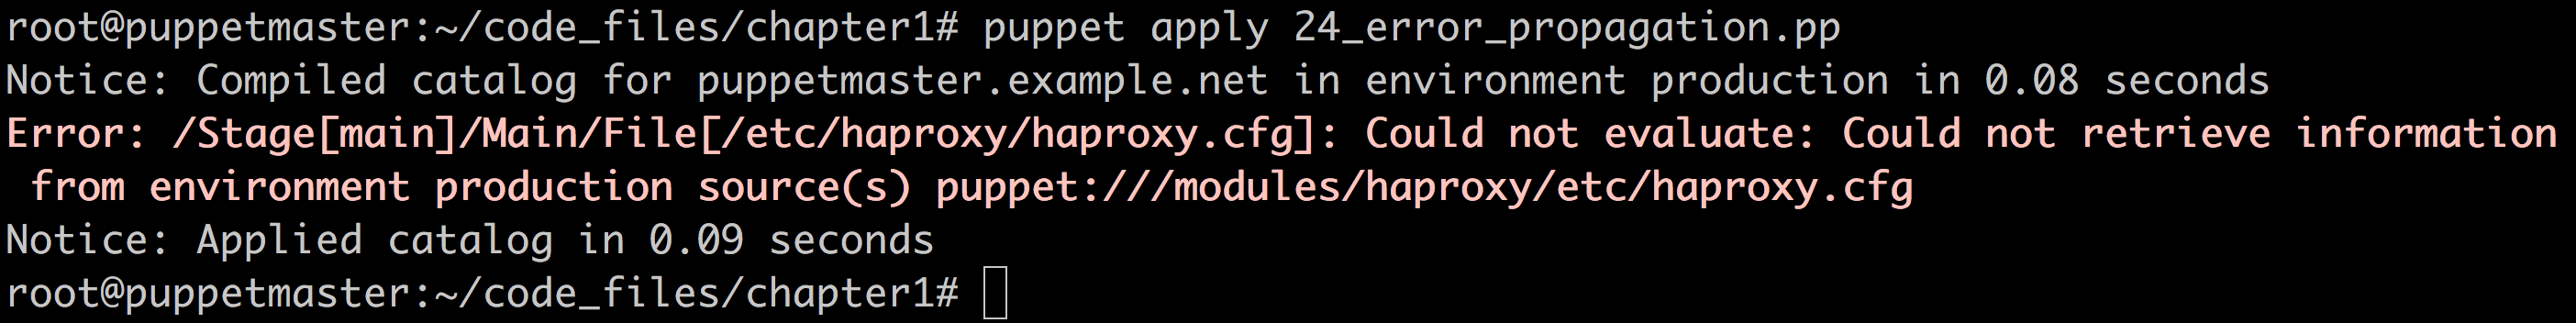 root@puppetmaster:~/code_files/chapter1# puppet apply 24_error_propagation.pp
Notice: Compiled catalog for puppetmaster.example.net in environment production in 0.08 seconds
Error: /Stage[main]/Main/File[/etc/haproxy/haproxy.cfg]: Could not evaluate: Could not retrieve information
 from environment production source(s) puppet:///modules/haproxy/etc/haproxy.cfg
Notice: Applied catalog in 0.09 seconds
root@puppetmaster:~/code_files/chapter1#